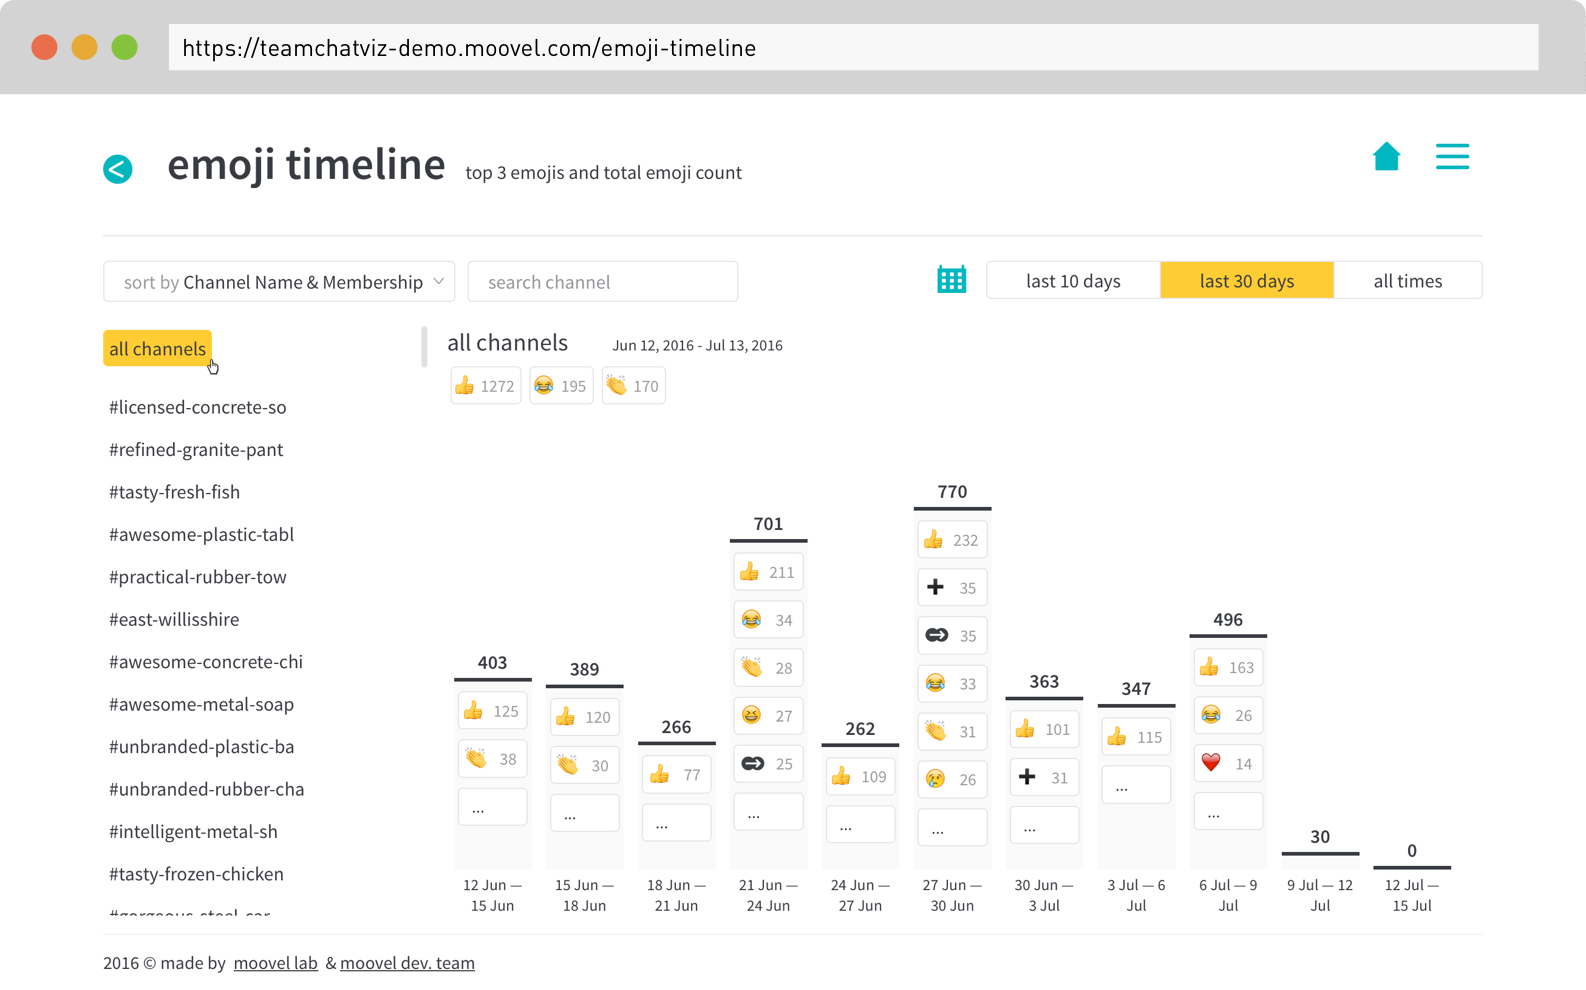 https://teamchatviz-demo.moovel.com/emoji-timeline
emoji timeline top 3 emojis and total emoji count
sort by Channel Name & Membership
search channel
last 10 days
last 30 days
all times
all channels
#licensed-concrete-so
#refined-granite-pant
#tasty-fresh-fish
#awesome-plastic-tabl
#practical-rubber-tow
#east-willisshire
#awesome-concrete-chi
#awesome-metal-soap
#unbranded-plastic-ba
#unbranded-rubber-cha
#intelligent-metal-sh
#tasty-frozen-chicken
#gorgeous-steel-car
all channels Jun 12, 2016 - Jul 13, 2016
👍 1272 😂 195 👏 170
403
👍 125
👏 38
...
12 Jun —
15 Jun
389
👍 120
👏 30
...
15 Jun —
18 Jun
266
👍 77
...
18 Jun —
21 Jun
701
👍 211
😂 34
👏 28
😆 27
25
...
21 Jun —
24 Jun
262
👍 109
...
24 Jun —
27 Jun
770
👍 232
➕ 35
35
😂 33
👏 31
😢 26
...
27 Jun —
30 Jun
363
👍 101
➕ 31
...
30 Jun —
3 Jul
347
👍 115
...
3 Jul — 6
Jul
496
👍 163
😂 26
❤️ 14
...
6 Jul — 9
Jul
30
9 Jul — 12
Jul
0
12 Jul —
15 Jul
2016 © made by moovel lab & moovel dev. team